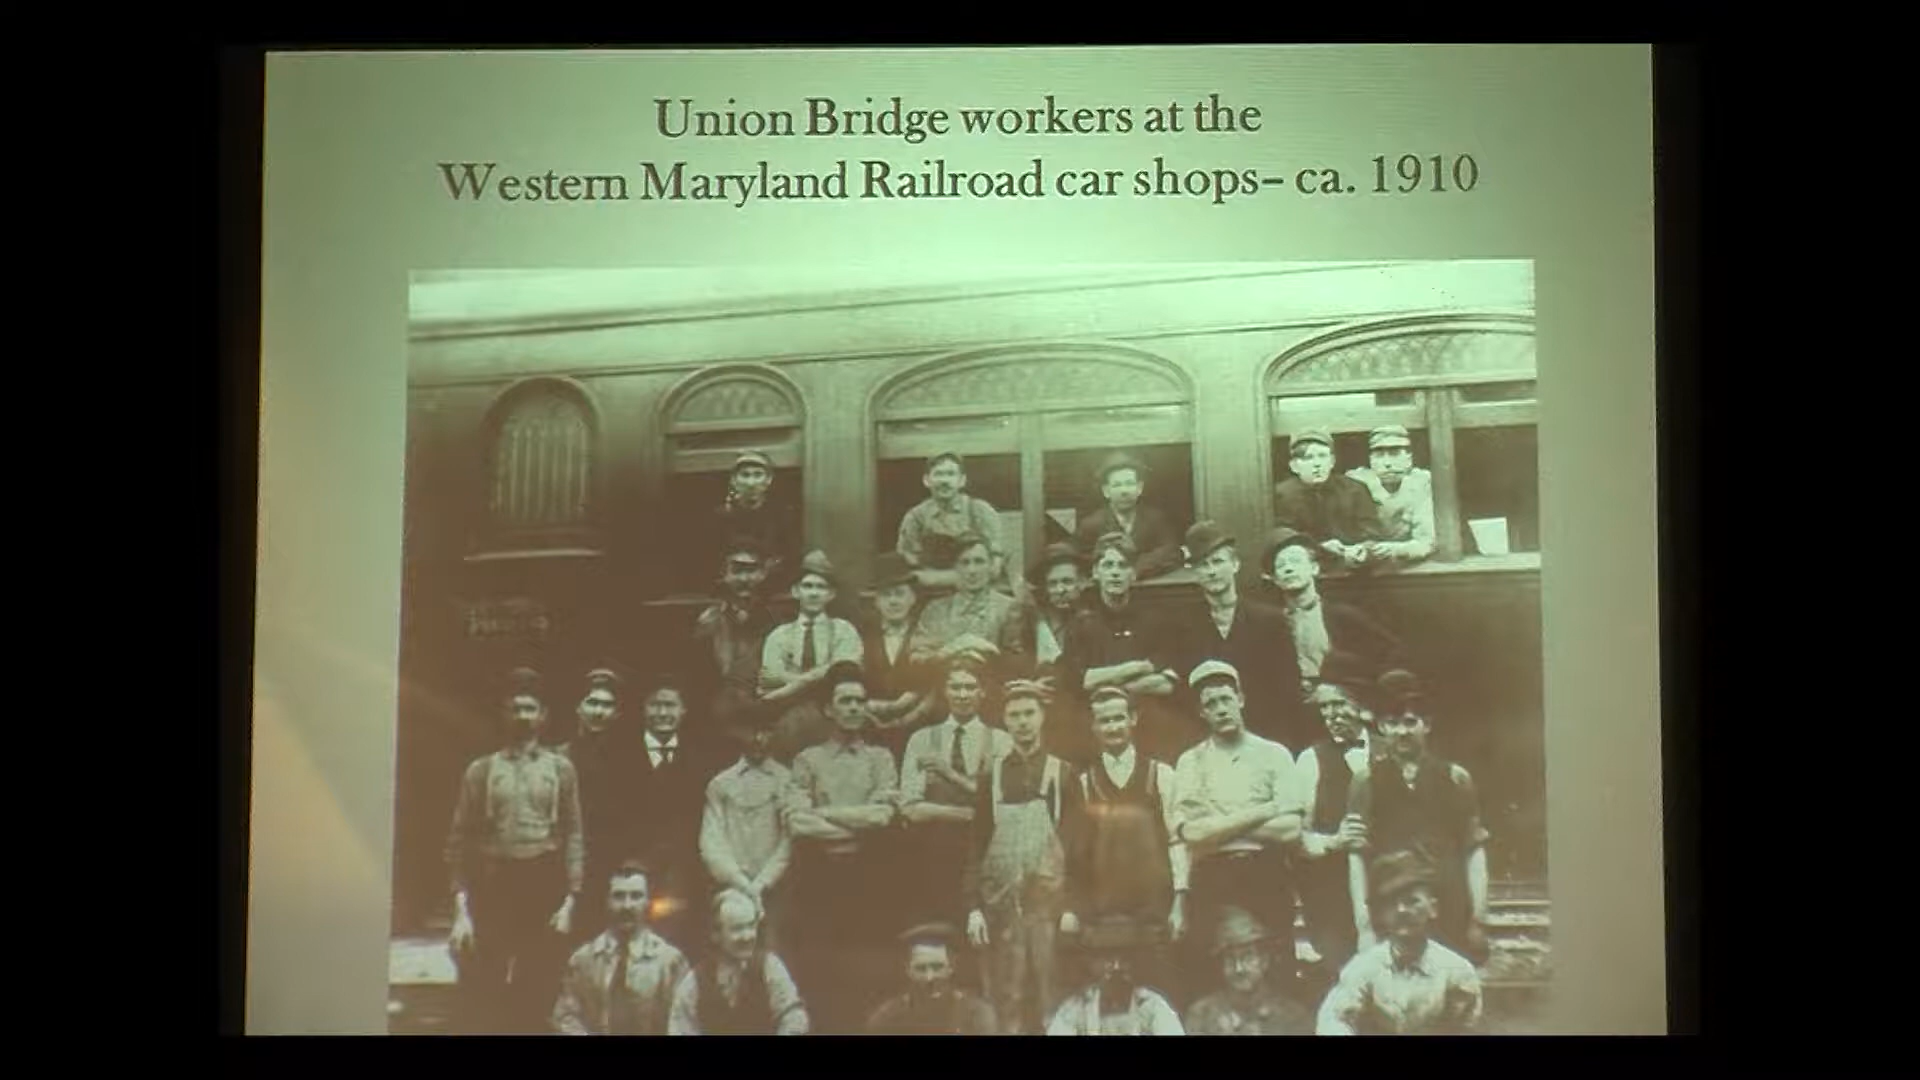 Union Bridge workers at the
Western Maryland Railroad car shops– ca. 1910